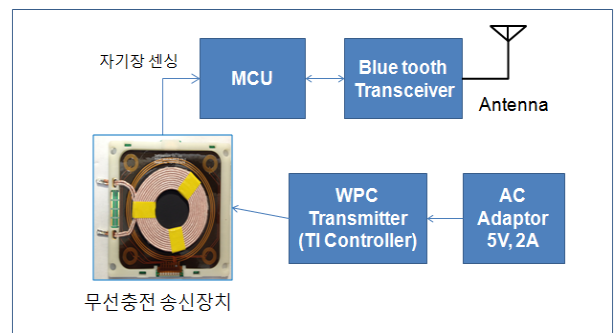 자기장 센싱
MCU
Blue tooth
Transceiver
Antenna
WPC
Transmitter
(TI Controller)
AC
Adaptor
5V, 2A
무선충전 송신장치